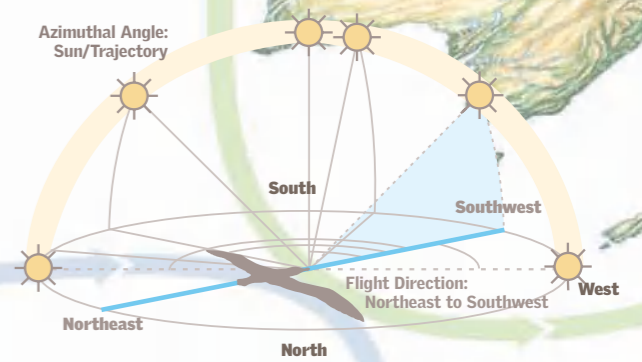 Azimuthal Angle:
Sun/Trajectory
South
Southwest
Flight Direction:
Northeast to Southwest
West
Northeast
North